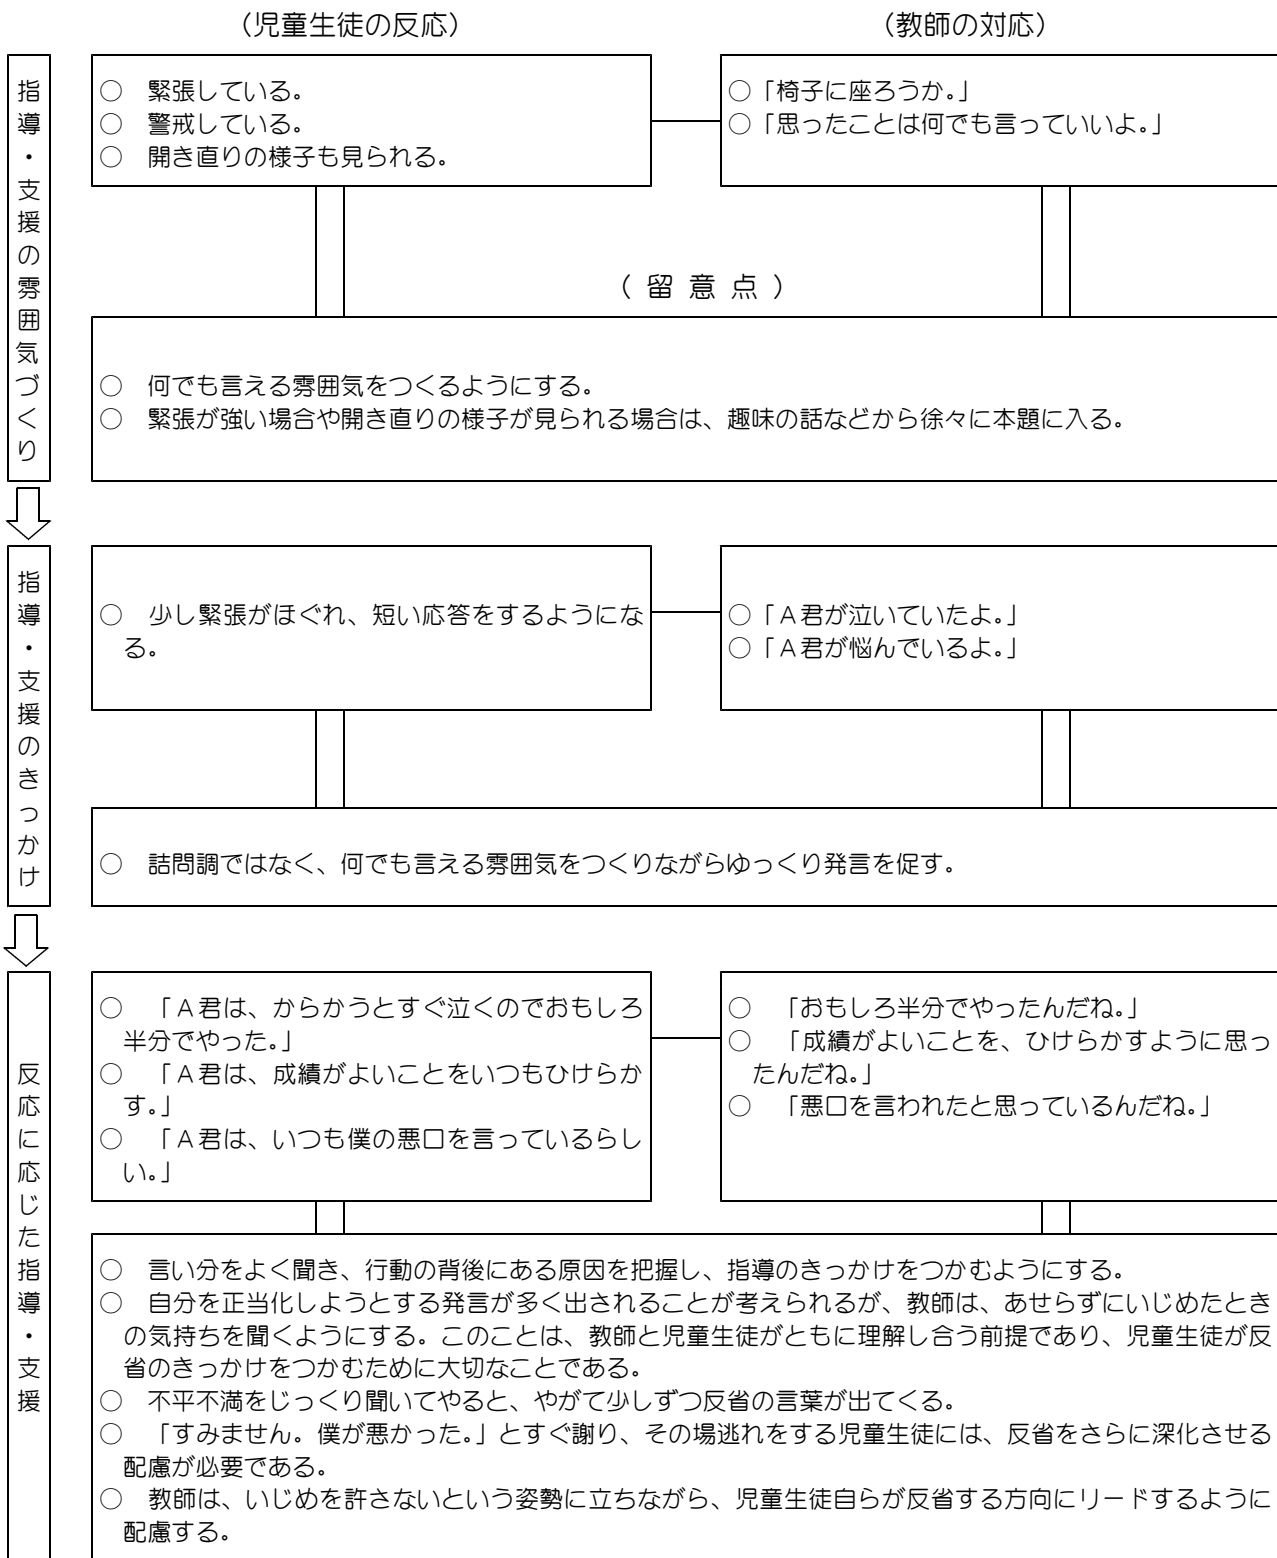 （児童生徒の反応）
（教師の対応）
指導・支援の雰囲気づくり
○　緊張している。
○　警戒している。
○　開き直りの様子も見られる。
○「椅子に座ろうか。」
○「思ったことは何でも言っていいよ。」
（留意点）
○　何でも言える雰囲気をつくるようにする。
○　緊張が強い場合や開き直りの様子が見られる場合は、趣味の話などから徐々に本題に入る。
指導・支援のきっかけ
○　少し緊張がほぐれ、短い応答をするようにな
る。
○「Ａ君が泣いていたよ。」
○「Ａ君が悩んでいるよ。」
○　詰問調ではなく、何でも言える雰囲気をつくりながらゆっくり発言を促す。
反応に応じた指導・支援
○　「Ａ君は、からかうとすぐ泣くのでおもしろ
半分でやった。」
○　「Ａ君は、成績がよいことをいつもひけらか
す。」
○　「Ａ君は、いつも僕の悪口を言っているらし
い。」
○　「おもしろ半分でやったんだね。」
○　「成績がよいことを、ひけらかすように思っ
たんだね。」
○　「悪口を言われたと思っているんだね。」
○　言い分をよく聞き、行動の背後にある原因を把握し、指導のきっかけをつかむようにする。
○　自分を正当化しようとする発言が多く出されることが考えられるが、教師は、あせらずにいじめたとき
の気持ちを聞くようにする。このことは、教師と児童生徒がともに理解し合う前提であり、児童生徒が反
省のきっかけをつかむために大切なことである。
○　不平不満をじっくり聞いてやると、やがて少しずつ反省の言葉が出てくる。
○　「すみません。僕が悪かった。」とすぐ謝り、その場逃れをする児童生徒には、反省をさらに深化させる
配慮が必要である。
○　教師は、いじめを許さないという姿勢に立ちながら、児童生徒自らが反省する方向にリードするように
配慮する。